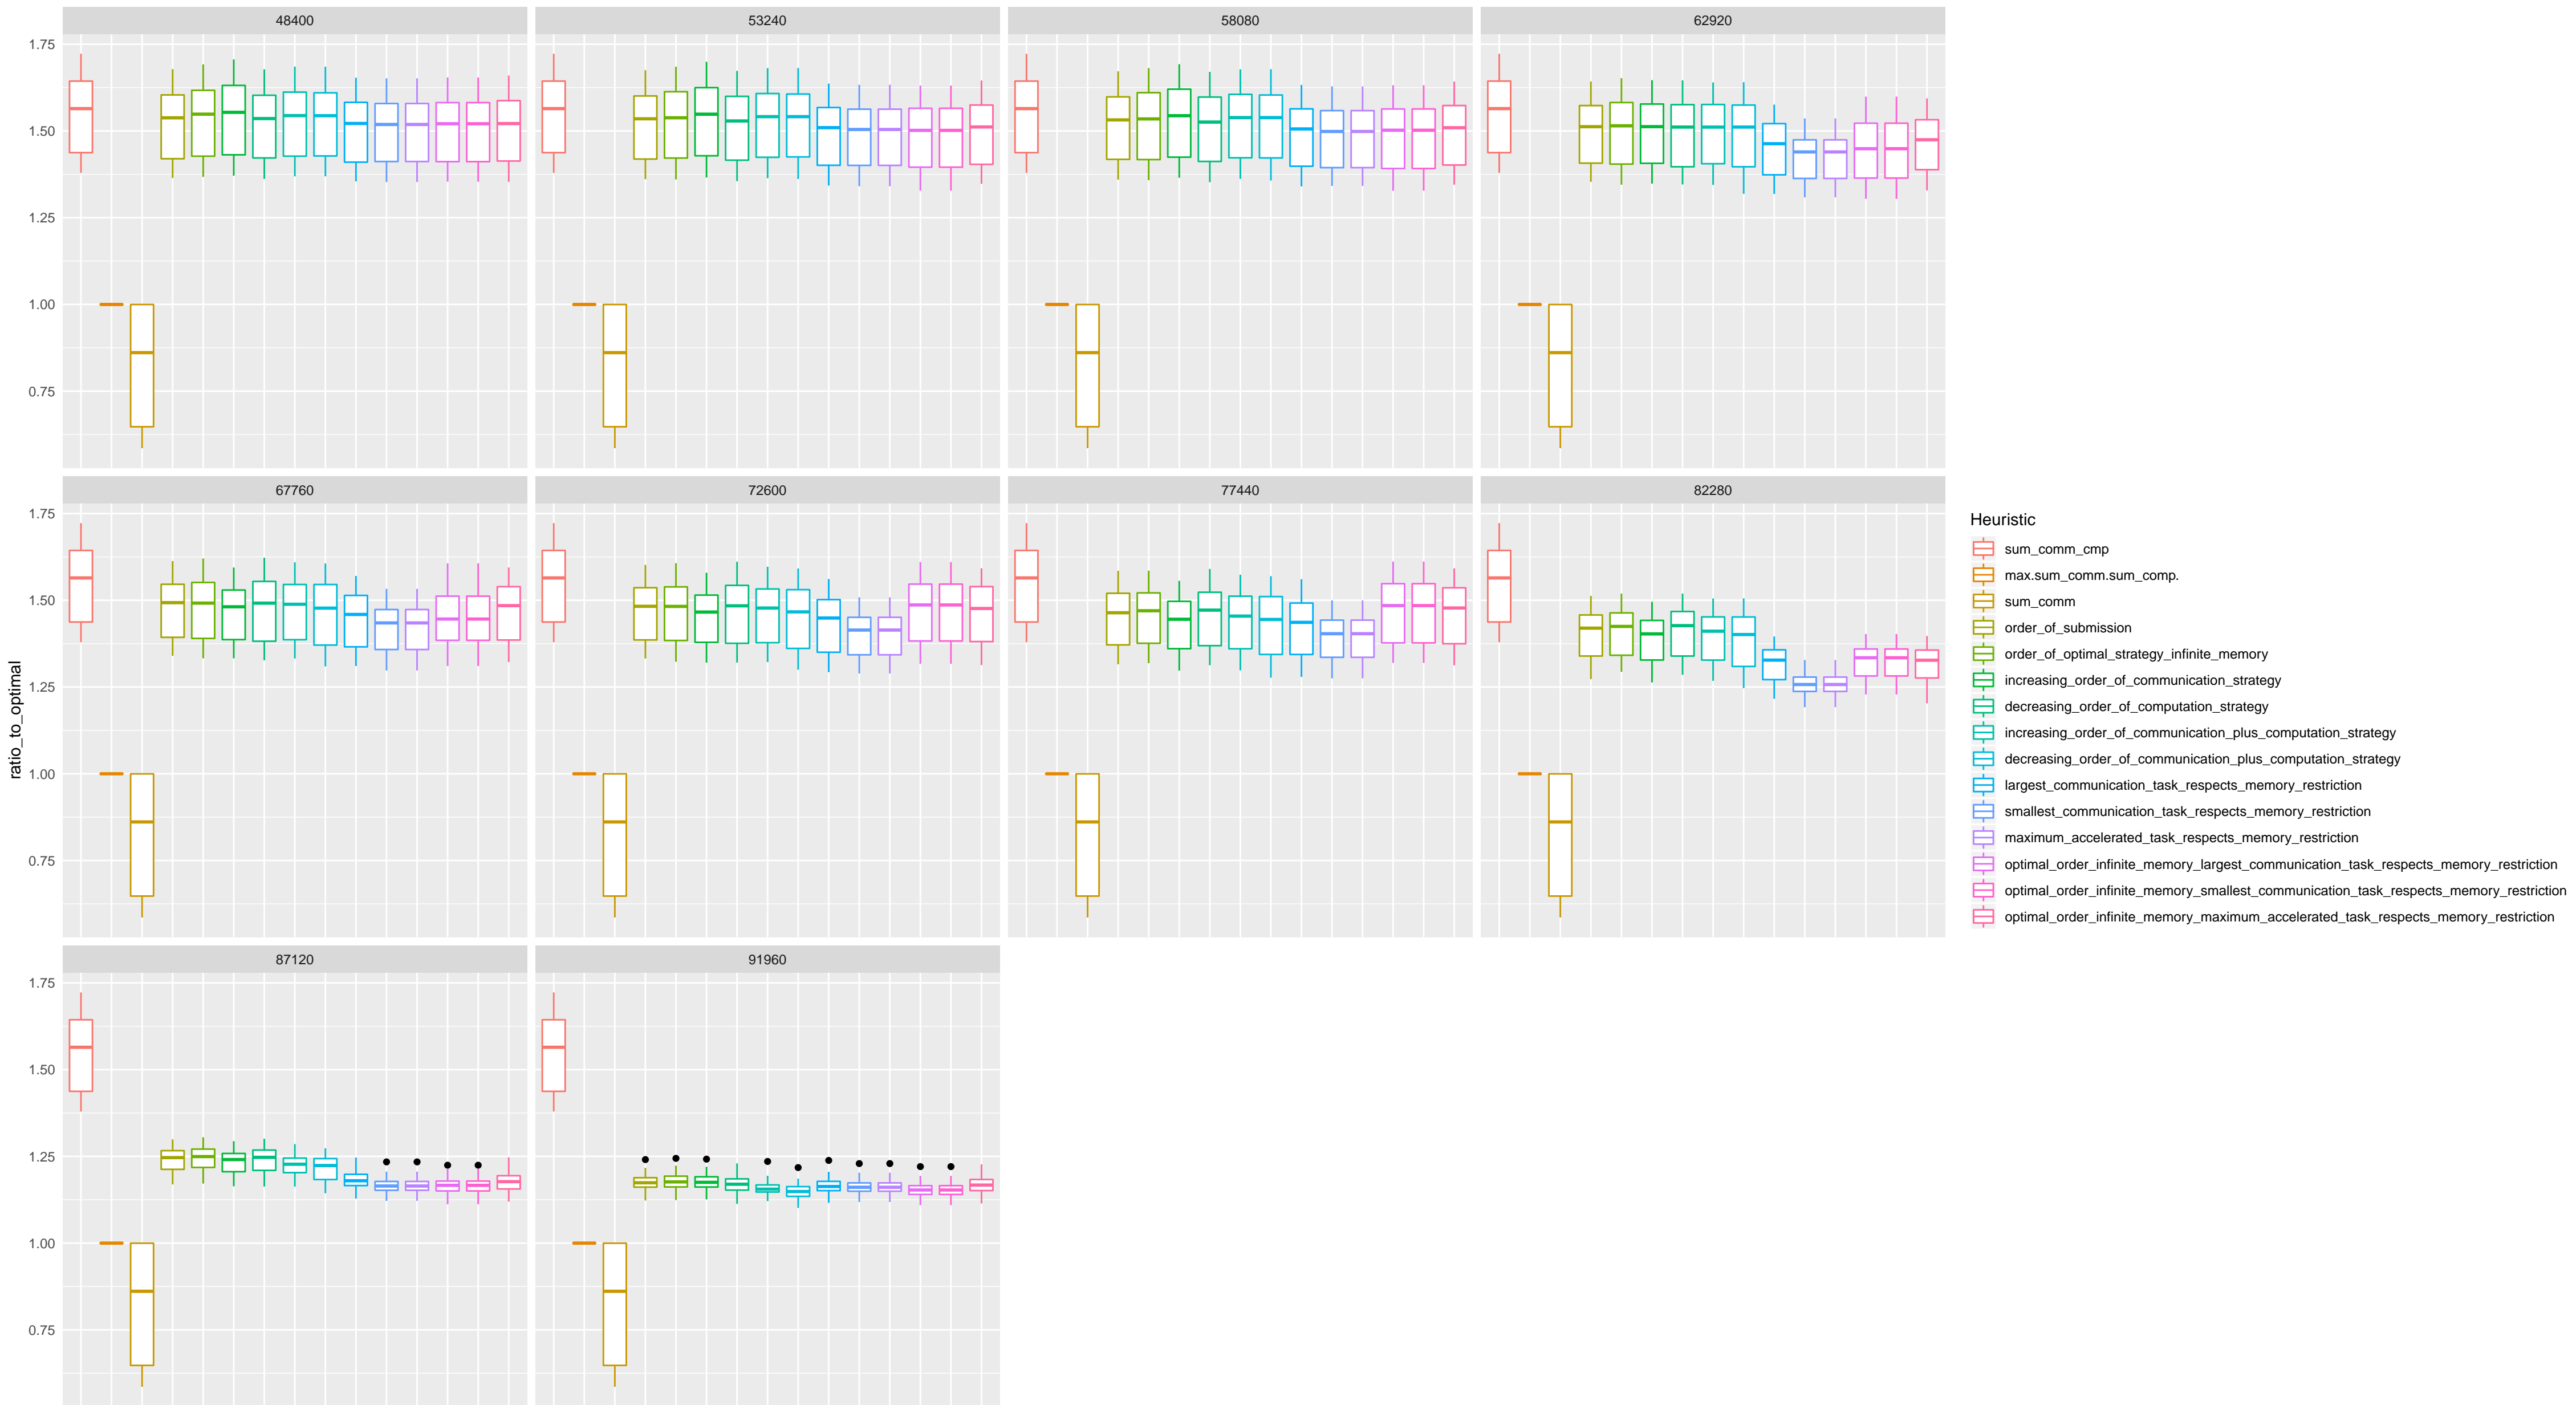 48400 53240 58080 62920
1.75
1.50
1.25
1.00
0.75
67760 72600 77440 82280
1.75
1.50
1.25
1.00
0.75
87120 91960
1.75
1.50
1.25
1.00
0.75
ratio_to_optimal
Heuristic
sum_comm_cmp
max.sum_comm.sum_comp.
sum_comm
order_of_submission
order_of_optimal_strategy_infinite_memory
increasing_order_of_communication_strategy
decreasing_order_of_computation_strategy
increasing_order_of_communication_plus_computation_strategy
decreasing_order_of_communication_plus_computation_strategy
largest_communication_task_respects_memory_restriction
smallest_communication_task_respects_memory_restriction
maximum_accelerated_task_respects_memory_restriction
optimal_order_infinite_memory_largest_communication_task_respects_memory_restriction
optimal_order_infinite_memory_smallest_communication_task_respects_memory_restriction
optimal_order_infinite_memory_maximum_accelerated_task_respects_memory_restriction